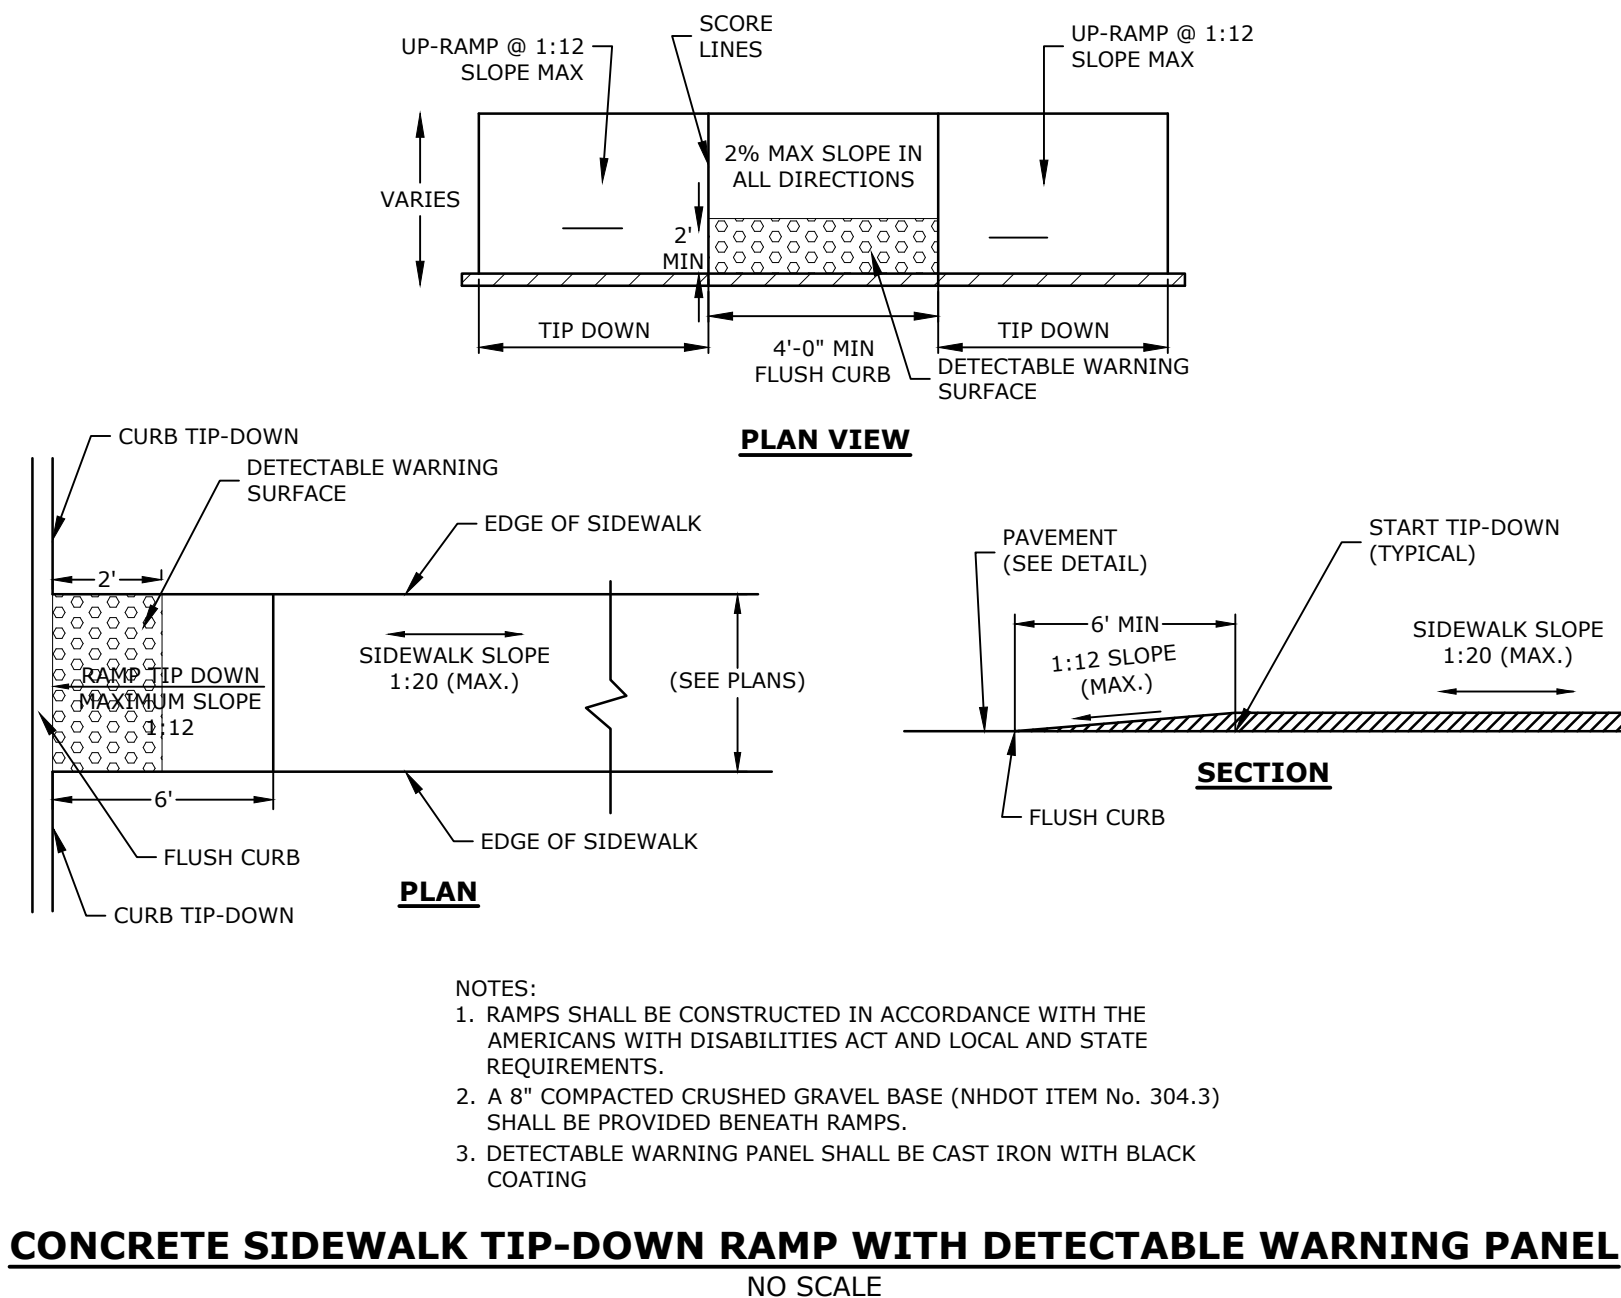 UP-RAMP @ 1:12
SLOPE MAX
SCORE
LINES
UP-RAMP @ 1:12
SLOPE MAX
VARIES
2% MAX SLOPE IN
ALL DIRECTIONS
2'
MIN
TIP DOWN
4'-0" MIN
FLUSH CURB
TIP DOWN
DETECTABLE WARNING
SURFACE
PLAN VIEW
CURB TIP-DOWN
DETECTABLE WARNING
SURFACE
EDGE OF SIDEWALK
2'
RAMP TIP DOWN
MAXIMUM SLOPE
1:12
SIDEWALK SLOPE
1:20 (MAX.)
(SEE PLANS)
6'
EDGE OF SIDEWALK
FLUSH CURB
CURB TIP-DOWN
PLAN
PAVEMENT
(SEE DETAIL)
START TIP-DOWN
(TYPICAL)
6' MIN
1:12 SLOPE
(MAX.)
SIDEWALK SLOPE
1:20 (MAX.)
SECTION
FLUSH CURB
NOTES:
1. RAMPS SHALL BE CONSTRUCTED IN ACCORDANCE WITH THE
AMERICANS WITH DISABILITIES ACT AND LOCAL AND STATE
REQUIREMENTS.
2. A 8" COMPACTED CRUSHED GRAVEL BASE (NHDOT ITEM No. 304.3)
SHALL BE PROVIDED BENEATH RAMPS.
3. DETECTABLE WARNING PANEL SHALL BE CAST IRON WITH BLACK
COATING
CONCRETE SIDEWALK TIP-DOWN RAMP WITH DETECTABLE WARNING PANEL
NO SCALE